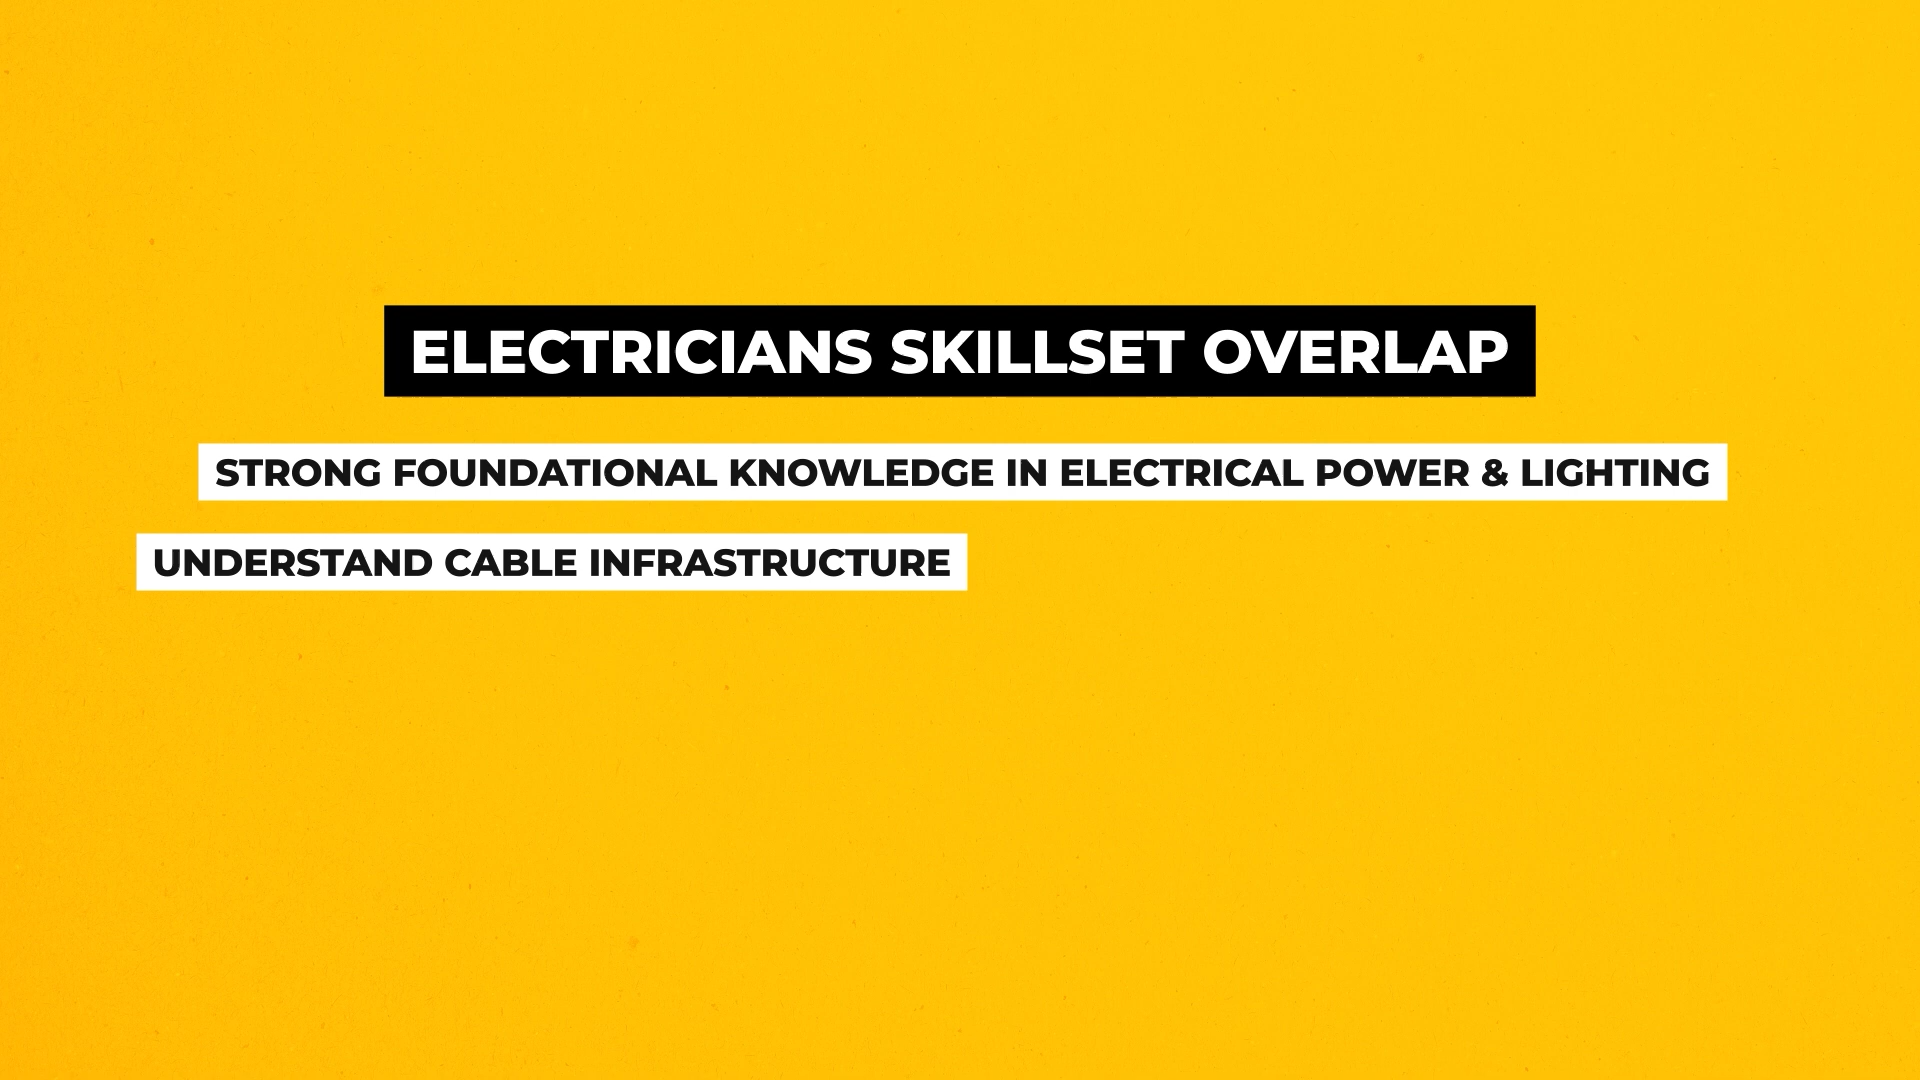 ELECTRICIANS SKILLSET OVERLAP
STRONG FOUNDATIONAL KNOWLEDGE IN ELECTRICAL POWER & LIGHTING
UNDERSTAND CABLE INFRASTRUCTURE